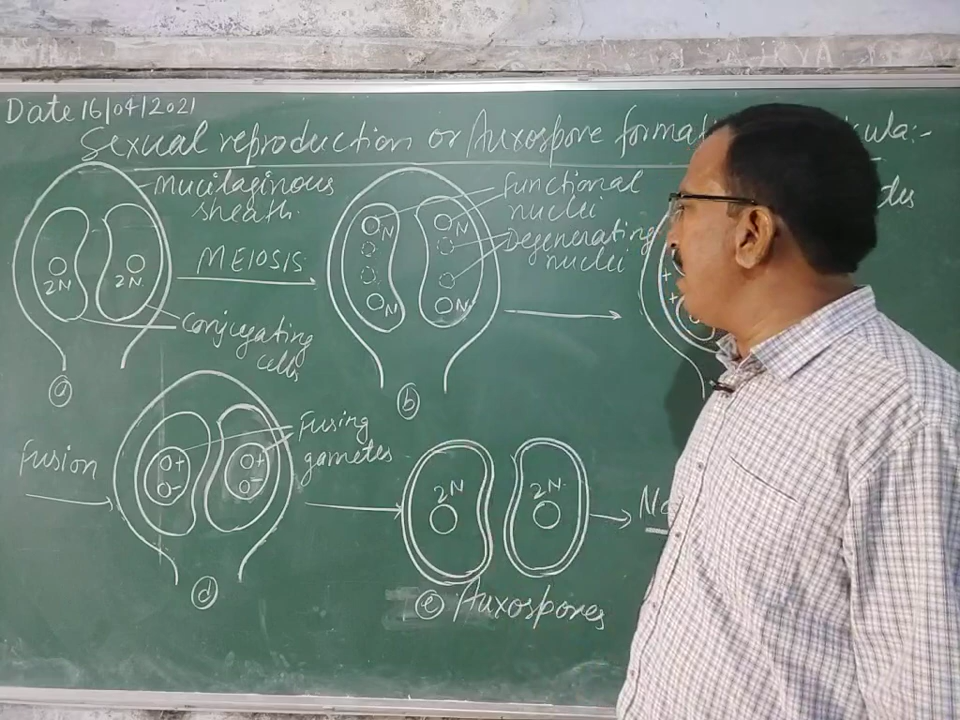 Date 16/04/2021
Sexual reproduction or Auxospore
Mucilaginous
sheath.
2N
2N.
MEIOSIS
Conjugating
cells
a
Functional
nuclei
Degenerating
nuclei
N
N
N
N
b
Fusion
+
-
+
-
Fusing
gametes
d
2N
2N.
e Auxospores
+
+